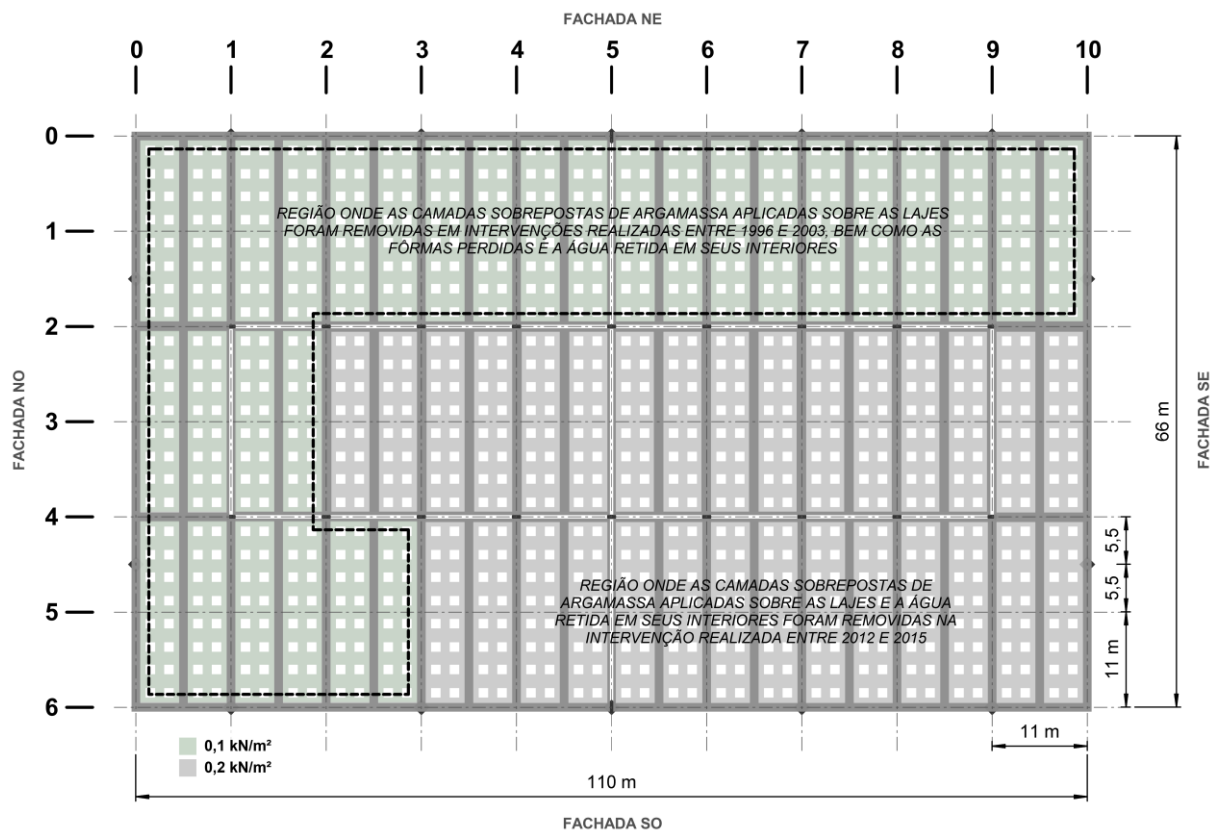 FACHADA NE
0 1 2 3 4 5 6 7 8 9 10
0
1
2
3
4
5
6
REGIÃO ONDE AS CAMADAS SOBREPOSTAS DE ARGAMASSA APLICADAS SOBRE AS LAJES
FORAM REMOVIDAS EM INTERVENÇÕES REALIZADAS ENTRE 1996 E 2003, BEM COMO AS
FÔRMAS PERDIDAS E A ÁGUA RETIDA EM SEUS INTERIORES
FACHADA NO
FACHADA SE
66 m
5,5
5,5
11 m
REGIÃO ONDE AS CAMADAS SOBREPOSTAS DE
ARGAMASSA APLICADAS SOBRE AS LAJES E A ÁGUA
RETIDA EM SEUS INTERIORES FORAM REMOVIDAS NA
INTERVENÇÃO REALIZADA ENTRE 2012 E 2015
0,1 kN/m²
0,2 kN/m²
11 m
110 m
FACHADA SO